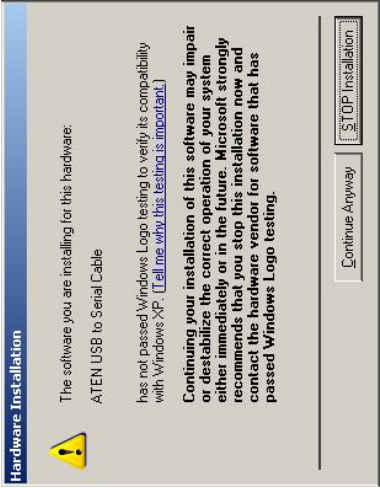 Hardware Installation
The software you are installing for this hardware:
ATEN USB to Serial Cable
has not passed Windows Logo testing to verify its compatibility
with Windows XP. (Tell me why this testing is important.)
Continuing your installation of this software may impair
or destabilize the correct operation of your system
either immediately or in the future. Microsoft strongly
recommends that you stop this installation now and
contact the hardware vendor for software that has
passed Windows Logo testing.
Continue Anyway
STOP Installation